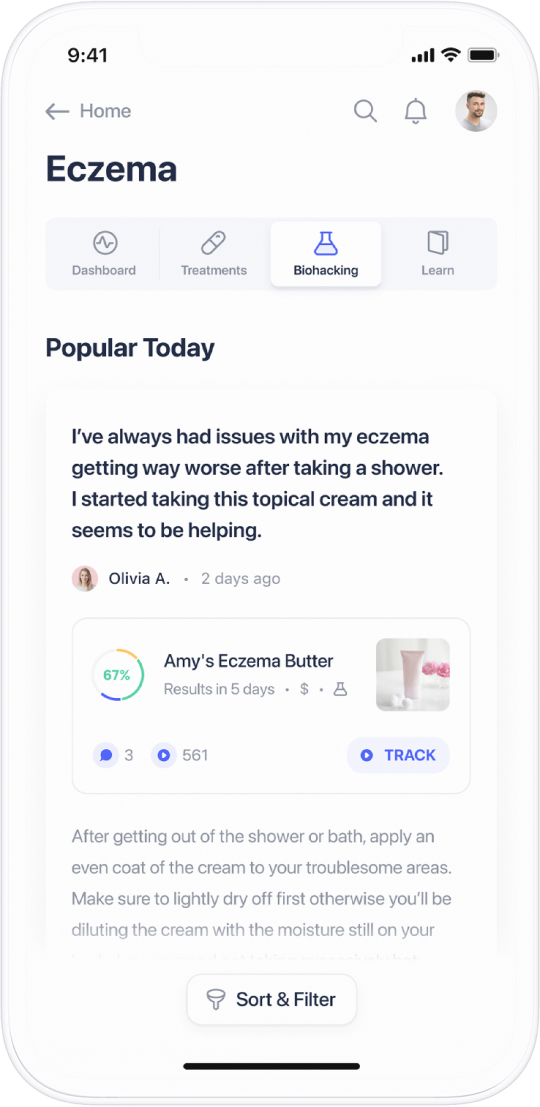 9:41
Home
Eczema
Dashboard Treatments Biohacking Learn
Popular Today
I’ve always had issues with my eczema
getting way worse after taking a shower.
I started taking this topical cream and it
seems to be helping.
Olivia A. • 2 days ago
67%
Amy's Eczema Butter
Results in 5 days • $ •
3 561 TRACK
After getting out of the shower or bath, apply an
even coat of the cream to your troublesome areas.
Make sure to lightly dry off first otherwise you’ll be
diluting the cream with the moisture still on your
Sort & Filter